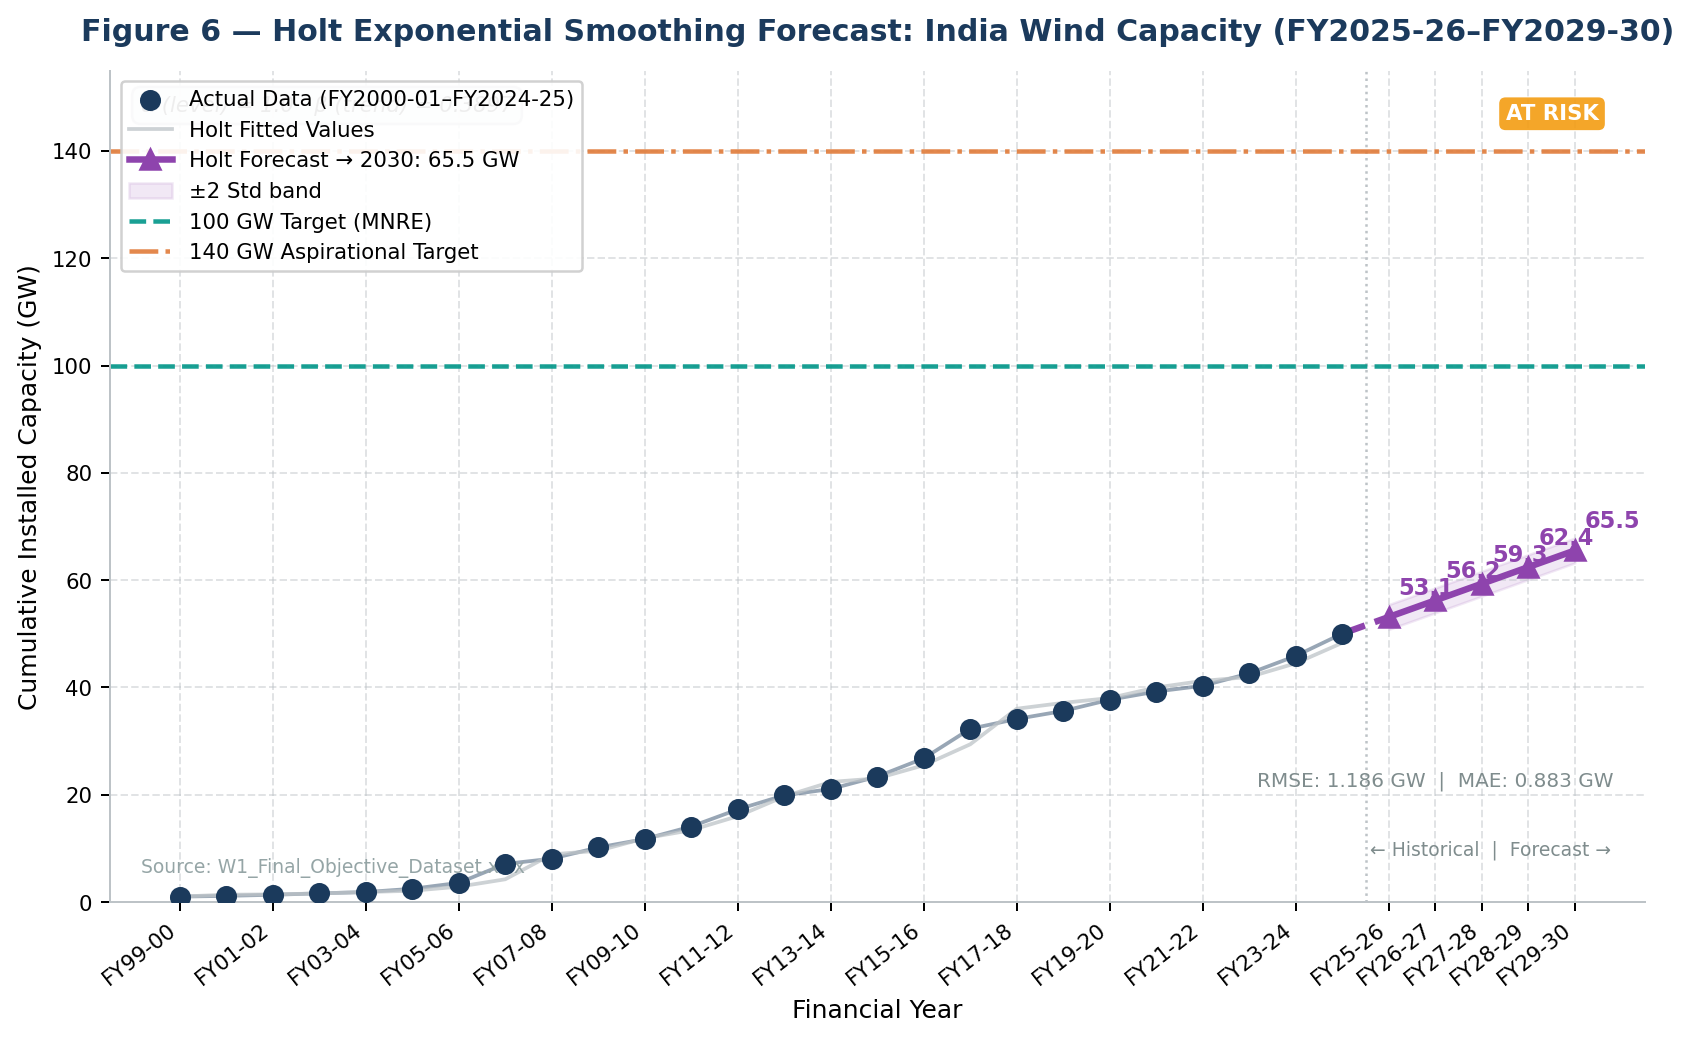 Figure 6 — Holt Exponential Smoothing Forecast: India Wind Capacity (FY2025-26–FY2029-30)
Actual Data (FY2000-01–FY2024-25)
Holt Fitted Values
Holt Forecast → 2030: 65.5 GW
±2 Std band
100 GW Target (MNRE)
140 GW Aspirational Target
AT RISK
Cumulative Installed Capacity (GW)
140
120
100
80
60
40
20
0
65.5
62.4
59.3
56.2
53.1
RMSE: 1.186 GW | MAE: 0.883 GW
← Historical | Forecast →
Source: W1_Final_Objective_Dataset
FY99-00
FY01-02
FY03-04
FY05-06
FY07-08
FY09-10
FY11-12
FY13-14
FY15-16
FY17-18
FY19-20
FY21-22
FY23-24
FY25-26
FY26-27
FY27-28
FY28-29
FY29-30
Financial Year